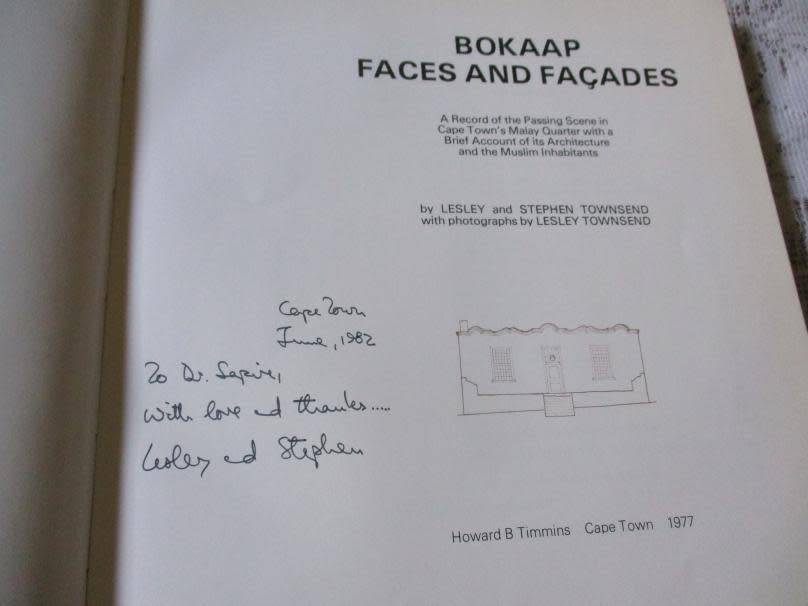 BOKAAP
FACES AND FAÇADES
A Record of the Passing Scene in
Cape Town's Malay Quarter with a
Brief Account of its Architecture
and the Muslim Inhabitants
by LESLEY and STEPHEN TOWNSEND
with photographs by LESLEY TOWNSEND
Cape Town
June, 1982
To Dr. Sapire,
With love and thanks.....
Lesley and Stephen
Howard B Timmins Cape Town 1977